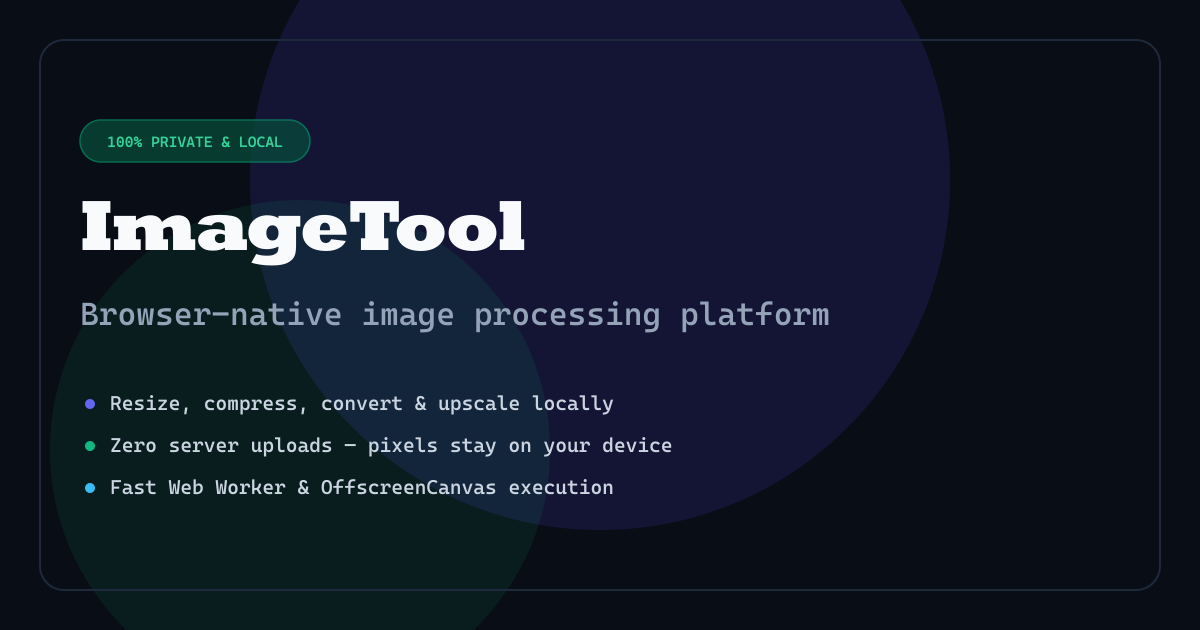 100% PRIVATE & LOCAL
ImageTool
Browser-native image processing platform
Resize, compress, convert & upscale locally
Zero server uploads — pixels stay on your device
Fast Web Worker & OffscreenCanvas execution